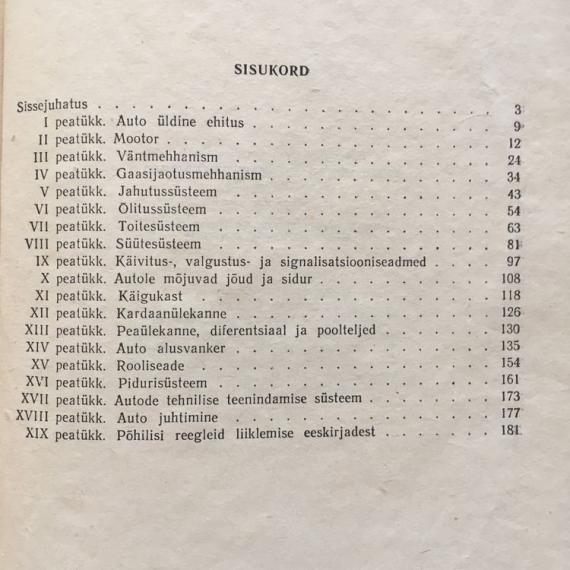 SISUKORD
Sissejuhatus . . . . . . . . . . . . . . . . . . . . . . 3
I peatükk. Auto üldine ehitus . . . . . . . . . . . . . 9
II peatükk. Mootor . . . . . . . . . . . . . . . . . . 12
III peatükk. Väntmehhanism . . . . . . . . . . . . . . 24
IV peatükk. Gaasijaotusmehhanism . . . . . . . . . . . . 34
V peatükk. Jahutussüsteem . . . . . . . . . . . . . . 43
VI peatükk. Õlitussüsteem . . . . . . . . . . . . . . 54
VII peatükk. Toitesüsteem . . . . . . . . . . . . . . 63
VIII peatükk. Süütesüsteem . . . . . . . . . . . . . . 81
IX peatükk. Käivitus-, valgustus- ja signalisatsiooniseadmed . . . . 97
X peatükk. Autole mõjuvad jõud ja sidur . . . . . . . . . 108
XI peatükk. Käigukast . . . . . . . . . . . . . . . 118
XII peatükk. Kardaanülekanne . . . . . . . . . . . . . . 126
XIII peatükk. Peaülekanne, diferentsiaal ja poolteljed . . . . . . 130
XIV peatükk. Auto alusvanker . . . . . . . . . . . . . 135
XV peatükk. Rooliseade . . . . . . . . . . . . . . . 154
XVI peatükk. Pidurisüsteem . . . . . . . . . . . . . . 161
XVII peatükk. Autode tehnilise teenindamise süsteem . . . . . . . 173
XVIII peatükk. Auto juhtimine . . . . . . . . . . . . . 177
XIX peatükk. Põhilisi reegleid liiklemise eeskirjadest . . . . . . 181